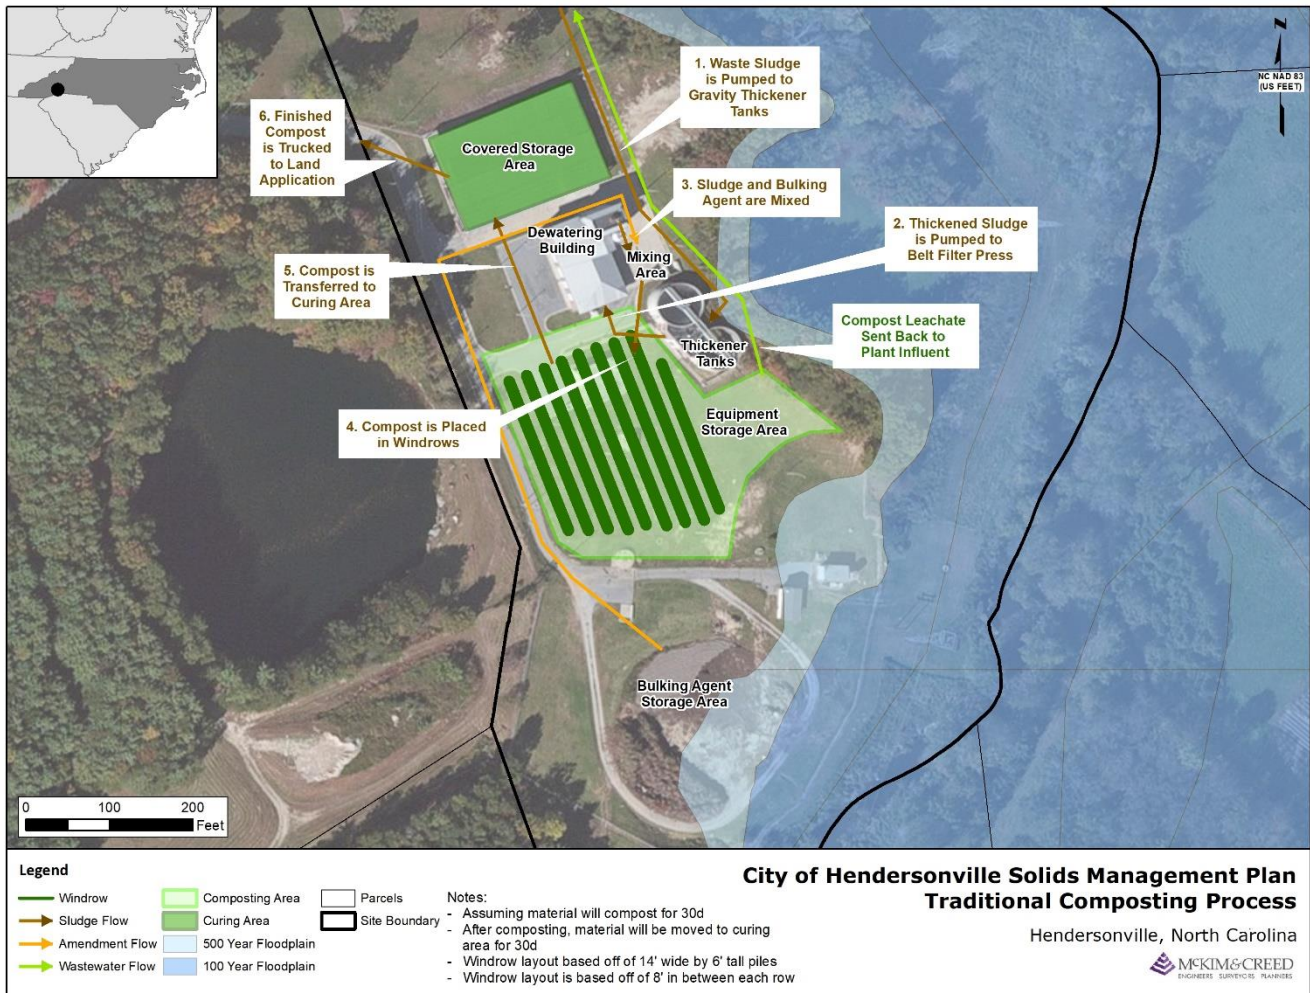 NC NAD 83
(US FEET)
1. Waste Sludge
is Pumped to
Gravity Thickener
Tanks
6. Finished
Compost
is Trucked
to Land
Application
Covered Storage
Area
3. Sludge and Bulking
Agent are Mixed
2. Thickened Sludge
is Pumped to
Belt Filter Press
Dewatering
Building
Mixing
Area
5. Compost is
Transferred to
Curing Area
Compost Leachate
Sent Back to
Plant Influent
Thickener
Tanks
4. Compost is Placed
in Windrows
Equipment
Storage Area
Bulking Agent
Storage Area
0 100 200
Feet
Legend
Windrow
Sludge Flow
Amendment Flow
Wastewater Flow
Composting Area
Curing Area
500 Year Floodplain
100 Year Floodplain
Parcels
Site Boundary
Notes:
- Assuming material will compost for 30d
- After composting, material will be moved to curing
area for 30d
- Windrow layout based off of 14' wide by 6' tall piles
- Windrow layout is based off of 8' in between each row
City of Hendersonville Solids Management Plan
Traditional Composting Process
Hendersonville, North Carolina
McKIM&CREED
ENGINEERS SURVEYORS PLANNERS